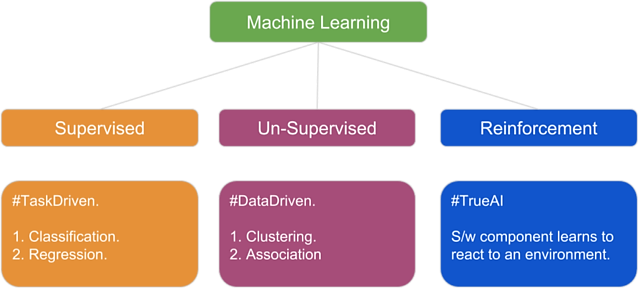 Machine Learning
Supervised
Un-Supervised
Reinforcement
#TaskDriven.
1. Classification.
2. Regression.
#DataDriven.
1. Clustering.
2. Association
#TrueAI
S/w component learns to
react to an environment.